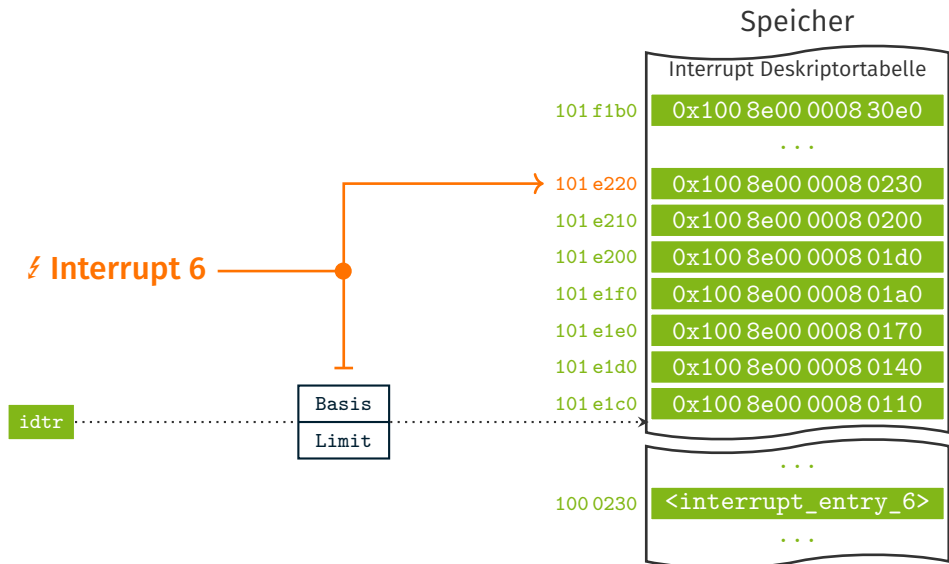 Speicher
Interrupt Deskriptortabelle
101 f1b0 0x100 8e00 0008 30e0
...
101 e220 0x100 8e00 0008 0230
101 e210 0x100 8e00 0008 0200
101 e200 0x100 8e00 0008 01d0
⚡ Interrupt 6
101 e1f0 0x100 8e00 0008 01a0
101 e1e0 0x100 8e00 0008 0170
101 e1d0 0x100 8e00 0008 0140
101 e1c0 0x100 8e00 0008 0110
Basis
idtr
Limit
...
100 0230 <interrupt_entry_6>
...